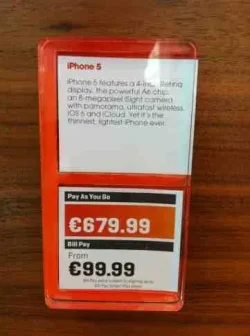 iPhone 5
iPhone 5 features a 4-inch Retina
display, the powerful A6 chip,
an 8-megapixel iSight camera
with panorama, ultrafast wireless,
iOS 6 and iCloud. Yet it's the
thinnest, lightest iPhone ever.
Pay As You Go
€679.99
Bill Pay
From
€99.99